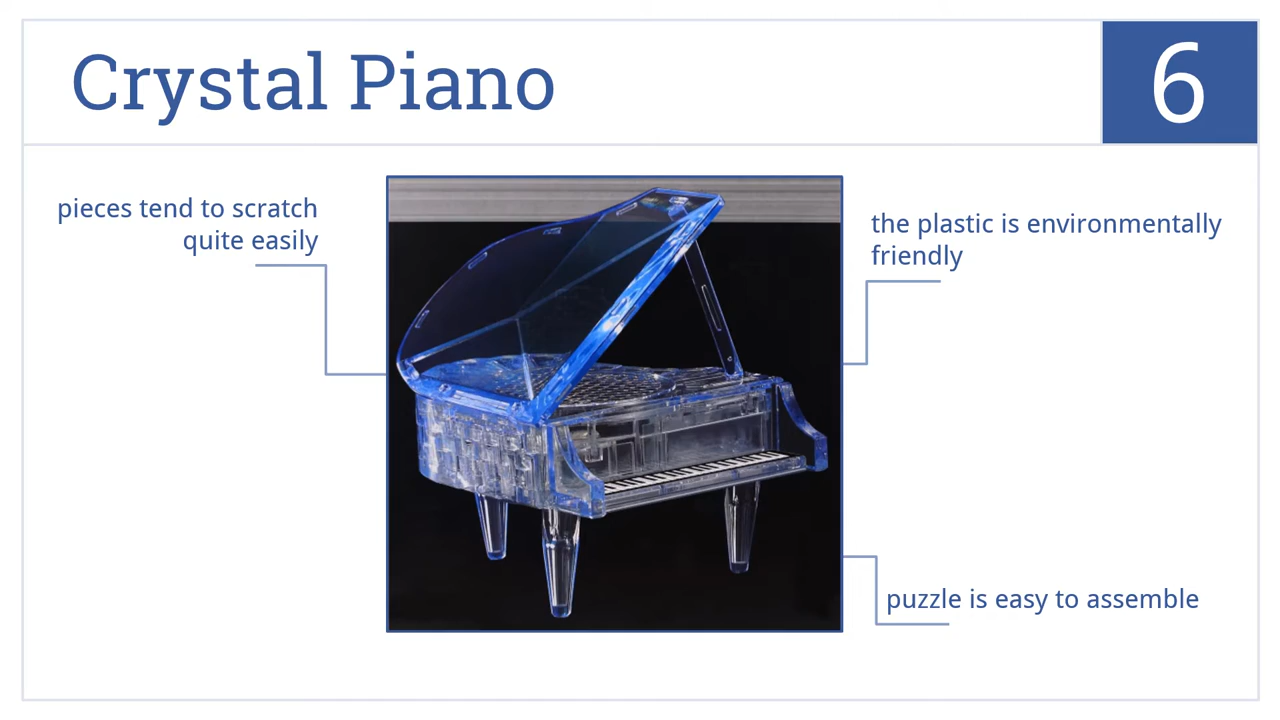 Crystal Piano
6
pieces tend to scratch
quite easily
the plastic is environmentally
friendly
puzzle is easy to assemble